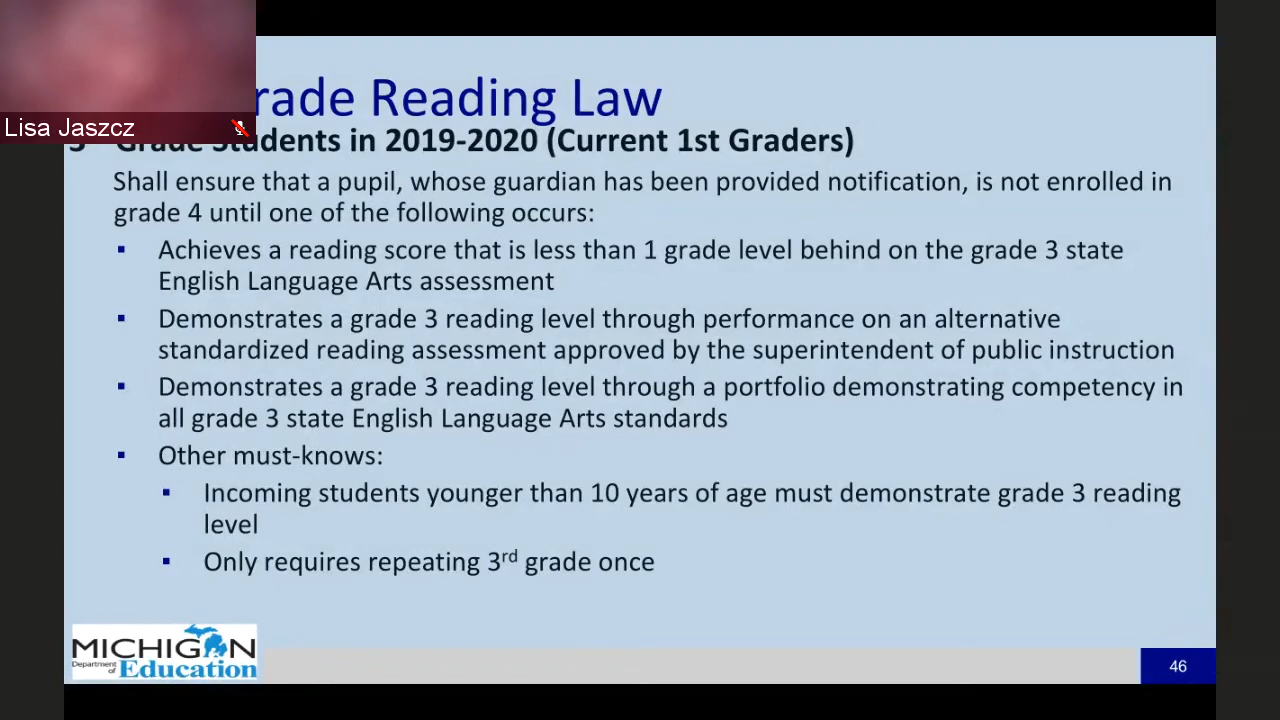 rade Reading Law
Lisa Jaszcz
Grade Students in 2019-2020 (Current 1st Graders)
Shall ensure that a pupil, whose guardian has been provided notification, is not enrolled in
grade 4 until one of the following occurs:
▪ Achieves a reading score that is less than 1 grade level behind on the grade 3 state
English Language Arts assessment
▪ Demonstrates a grade 3 reading level through performance on an alternative
standardized reading assessment approved by the superintendent of public instruction
▪ Demonstrates a grade 3 reading level through a portfolio demonstrating competency in
all grade 3 state English Language Arts standards
▪ Other must-knows:
▪ Incoming students younger than 10 years of age must demonstrate grade 3 reading
level
▪ Only requires repeating 3rd grade once
MICHIGAN
Department of Education
46